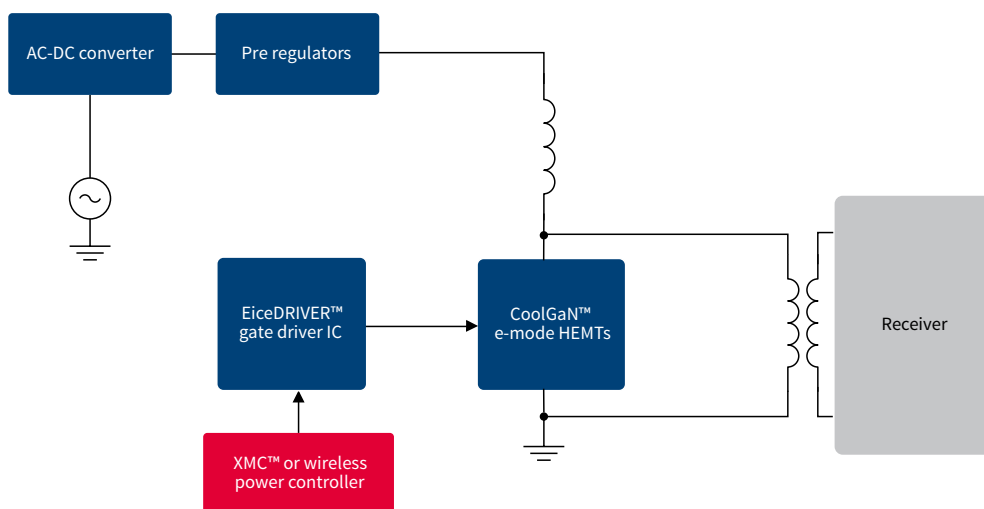 AC-DC converter
Pre regulators
EiceDRIVER™
gate driver IC
CoolGaN™
e-mode HEMTs
Receiver
XMC™ or wireless
power controller